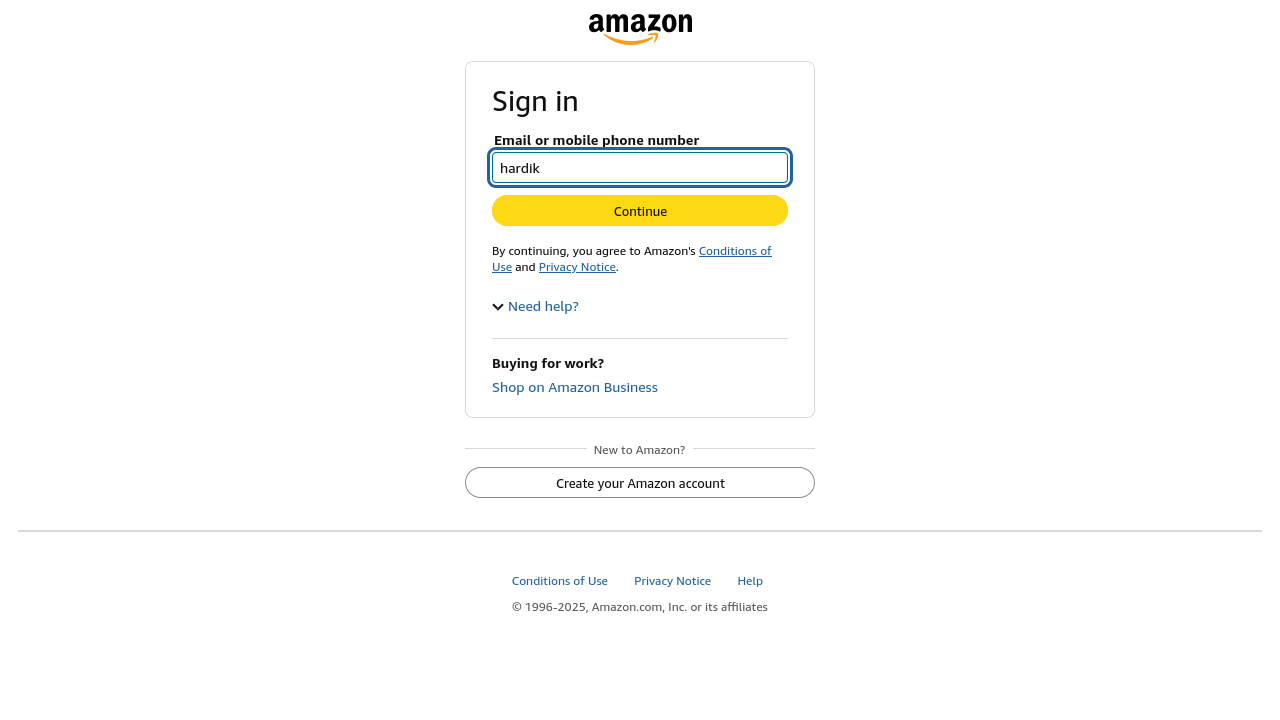 amazon
Sign in
Email or mobile phone number
hardik
Continue
By continuing, you agree to Amazon's Conditions of
Use and Privacy Notice.
Need help?
Buying for work?
Shop on Amazon Business
New to Amazon?
Create your Amazon account
Conditions of Use Privacy Notice Help
© 1996-2025, Amazon.com, Inc. or its affiliates